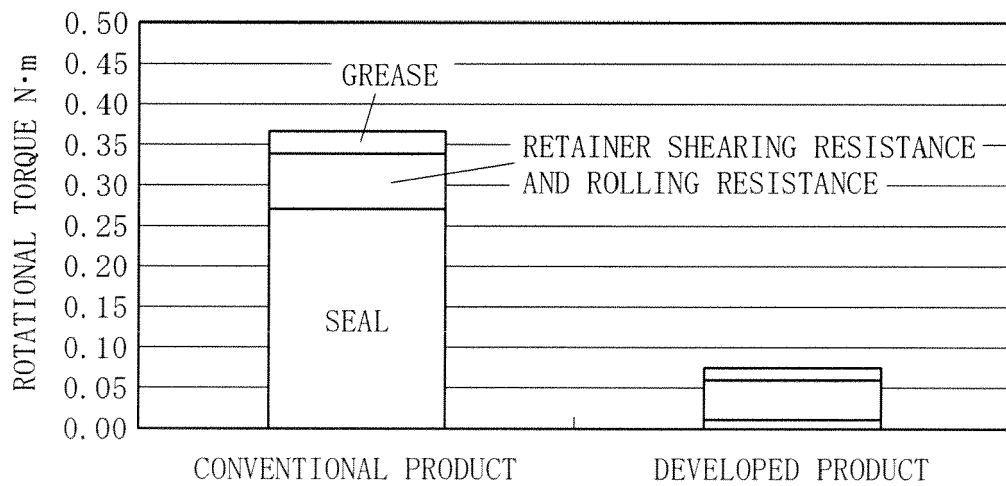 ROTATIONAL TORQUE N·m
0.50
0.45
0.40
0.35
0.30
0.25
0.20
0.15
0.10
0.05
0.00
GREASE
RETAINER SHEARING RESISTANCE
AND ROLLING RESISTANCE
SEAL
CONVENTIONAL PRODUCT
DEVELOPED PRODUCT